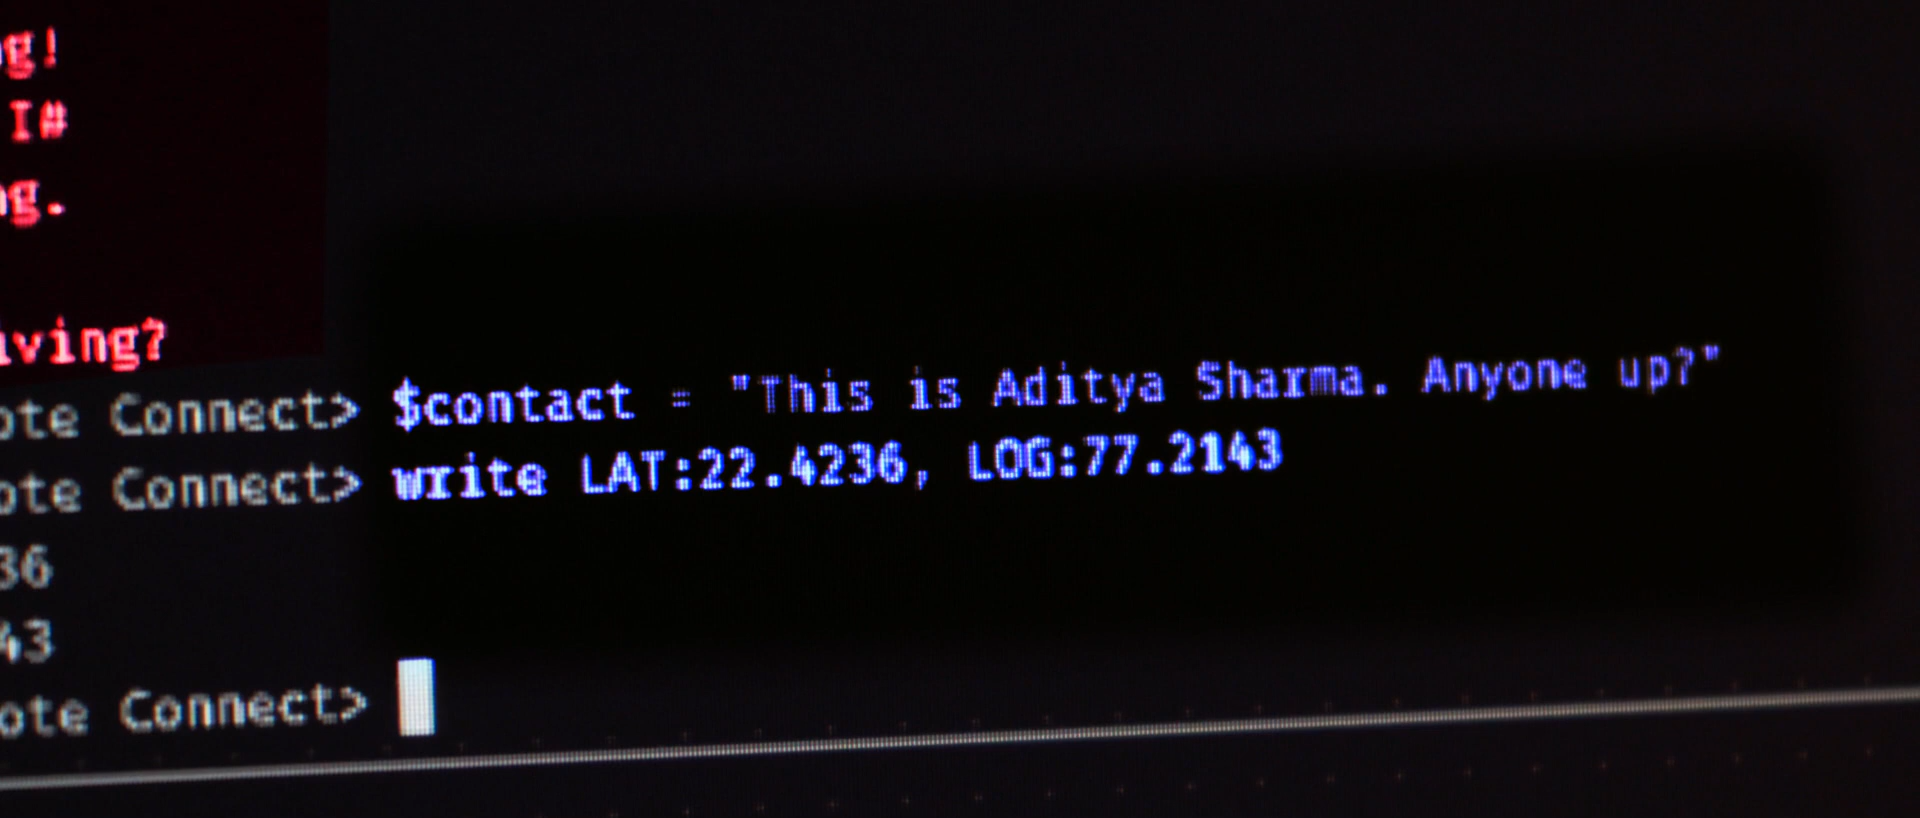 g!
I#
g.
iving?
ote Connect> $contact = "This is Aditya Sharma. Anyone up?"
ote Connect> write LAT:22.4236, LOG:77.2143
36
43
ote Connect>